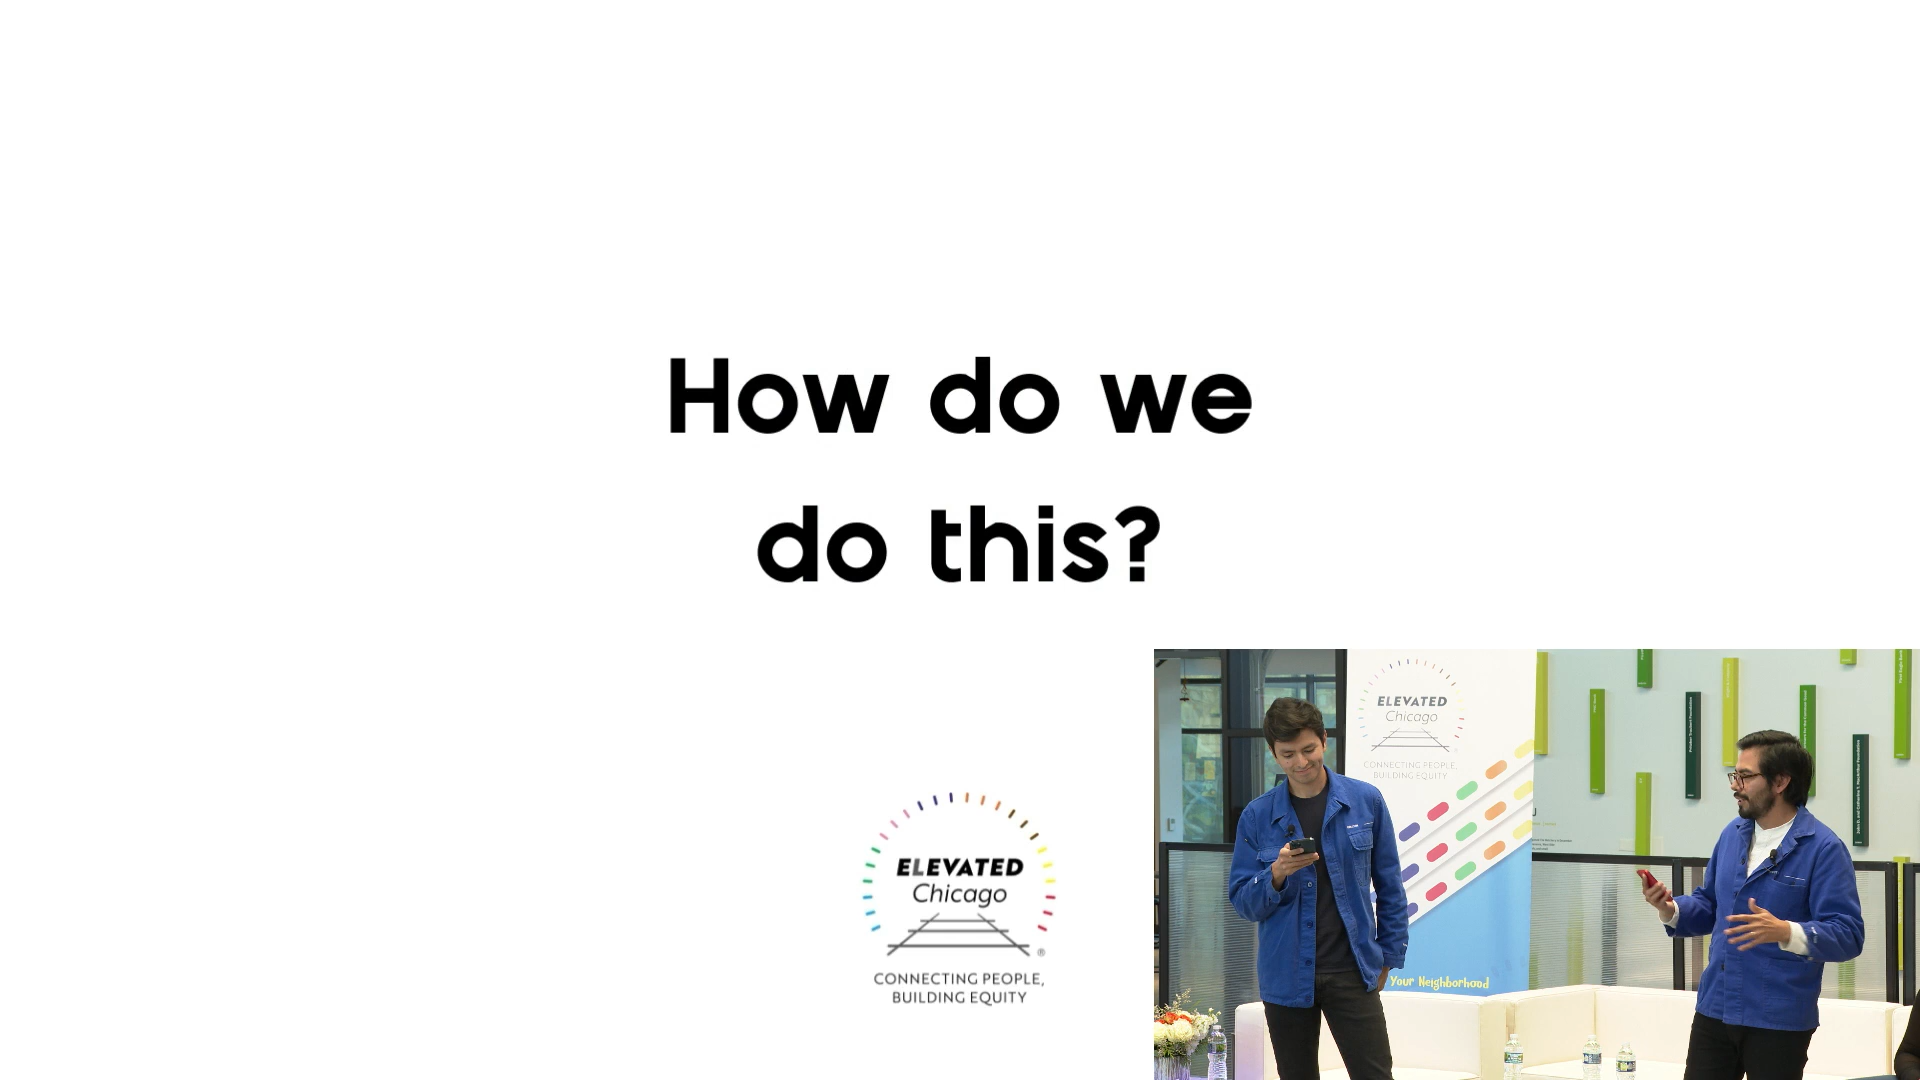 How do we
do this?
ELEVATED
Chicago
®
CONNECTING PEOPLE,
BUILDING EQUITY
ELEVATED
Chicago
CONNECTING PEOPLE,
BUILDING EQUITY
Your Neighborhood